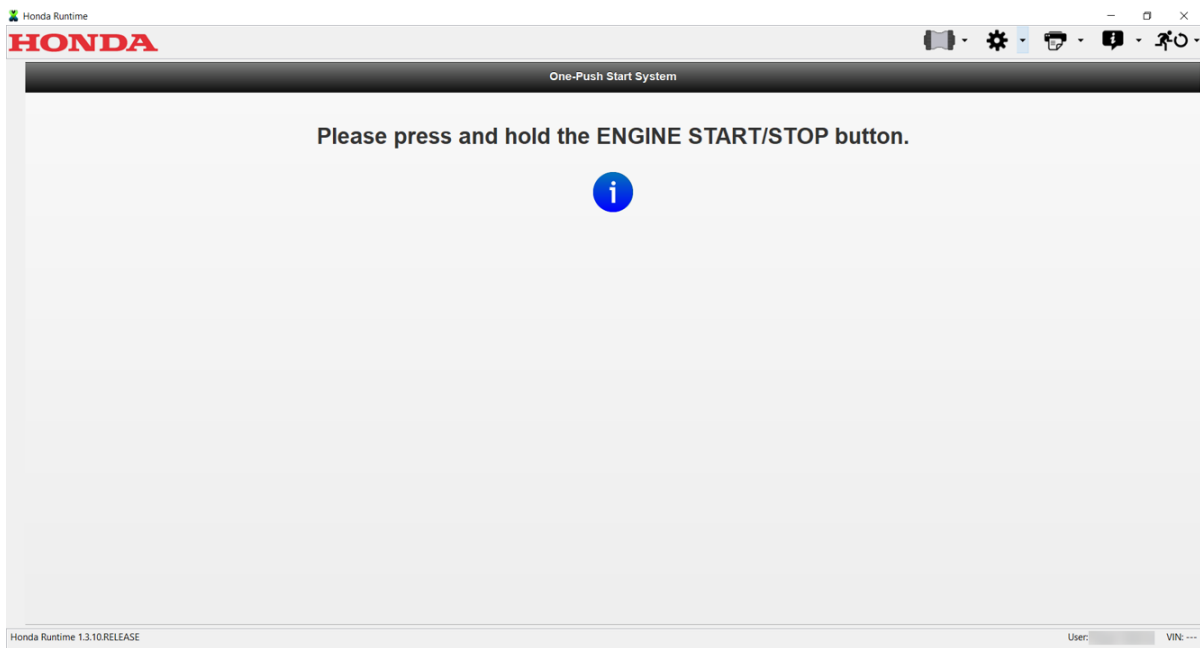 Honda Runtime
HONDA
One-Push Start System
Please press and hold the ENGINE START/STOP button.
Honda Runtime 1.3.10.RELEASE
User:
VIN: ---